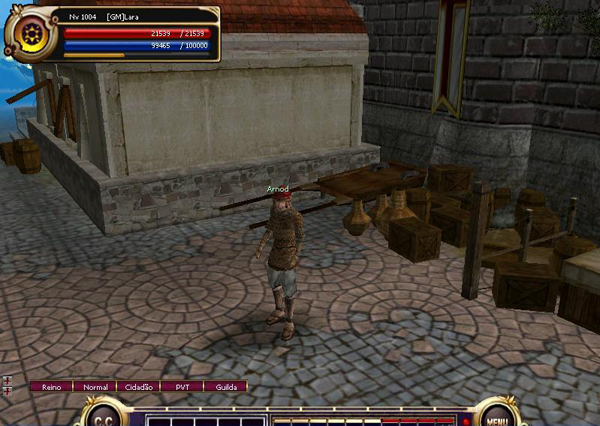 Nv 1004 [GM]Lara
21539 / 21539
99465 / 100000
Arnod
Reino Normal Cidadão PVT Guilda
C.C MENU